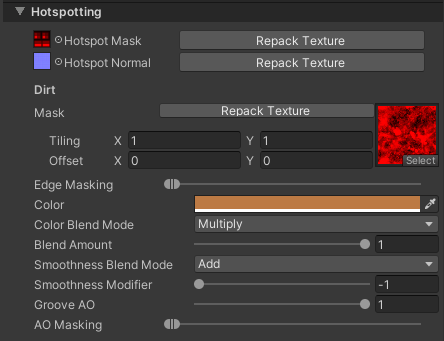 Hotspotting
Hotspot Mask Repack Texture
Hotspot Normal Repack Texture
Dirt
Mask Repack Texture
Tiling X 1 Y 1
Offset X 0 Y 0
Select
Edge Masking
Color
Color Blend Mode Multiply
Blend Amount 1
Smoothness Blend Mode Add
Smoothness Modifier -1
Groove AO 1
AO Masking